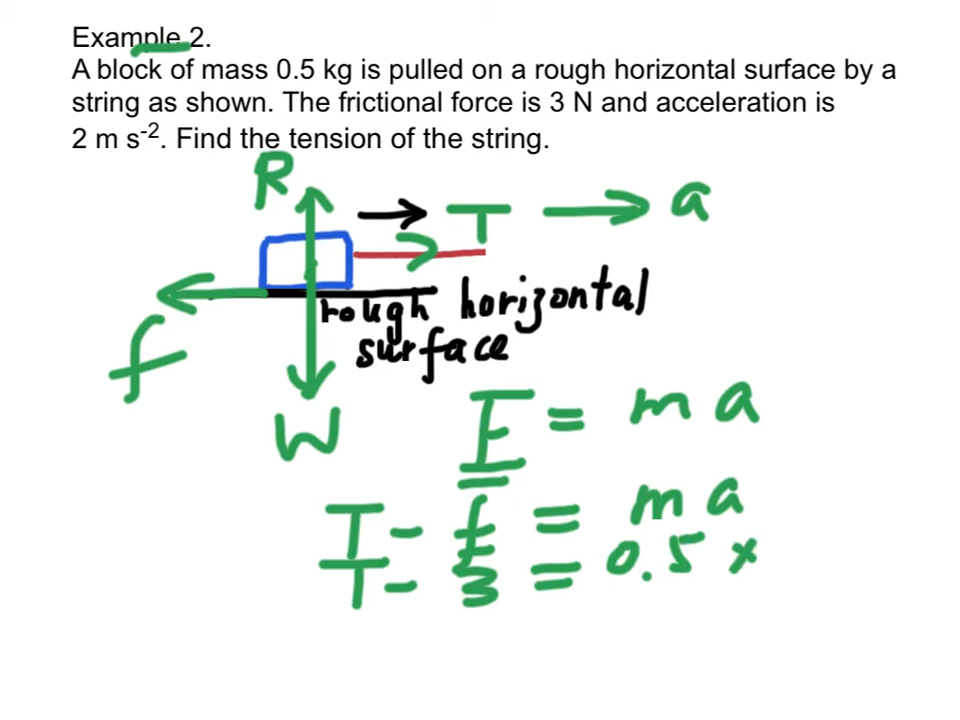 Example 2.
A block of mass 0.5 kg is pulled on a rough horizontal surface by a
string as shown. The frictional force is 3 N and acceleration is
2 m s-2. Find the tension of the string.
R
T
a
rough horizontal
surface
f
W
F = m a
T - f = m a
T - 3 = 0.5 ×